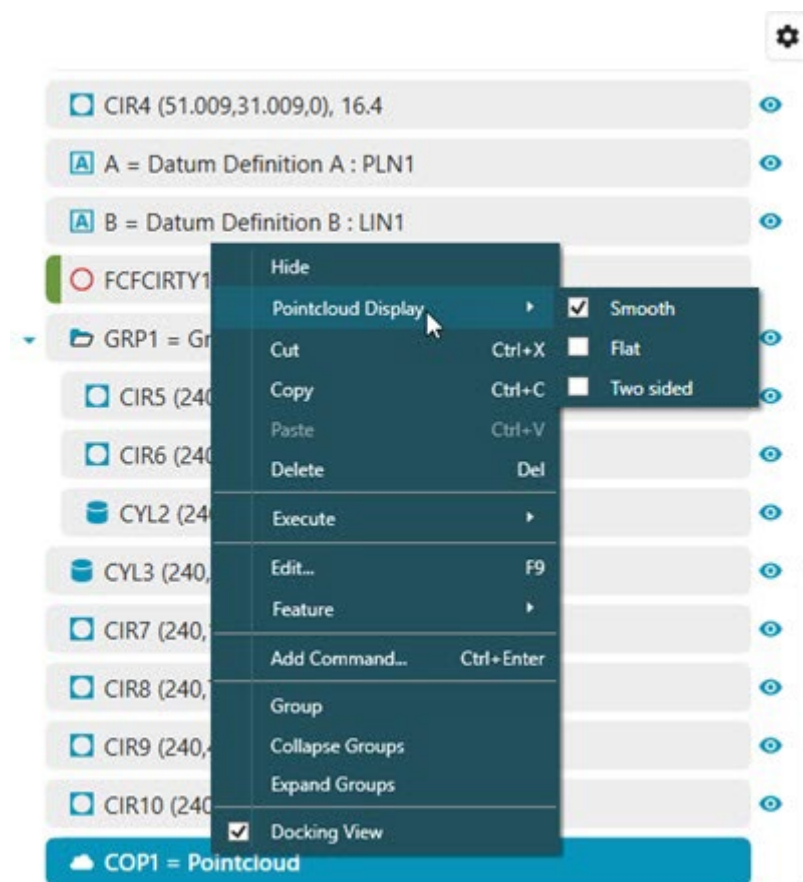 CIR4 (51.009,31.009,0), 16.4
A A = Datum Definition A : PLN1
A B = Datum Definition B : LIN1
FCFCIRTY1
GRP1 = Gr
CIR5 (240
CIR6 (240
CYL2 (240
CYL3 (240,
CIR7 (240,
CIR8 (240,
CIR9 (240,4
CIR10 (240
COP1 = Pointcloud
Hide
Pointcloud Display
Cut Ctrl+X
Copy Ctrl+C
Paste Ctrl+V
Delete Del
Execute
Edit... F9
Feature
Add Command... Ctrl+Enter
Group
Collapse Groups
Expand Groups
Docking View
Smooth
Flat
Two sided